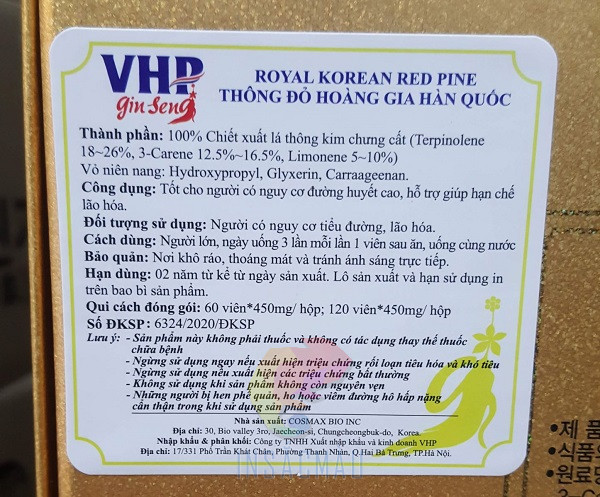 VHP
gin Seng
ROYAL KOREAN RED PINE
THÔNG ĐỎ HOÀNG GIA HÀN QUỐC
Thành phần: 100% Chiết xuất lá thông kim chưng cất (Terpinolene
18~26%, 3-Carene 12.5%~16.5%, Limonene 5~10%)
Vỏ niên nang: Hydroxypropyl, Glyxerin, Carraageenan.
Công dụng: Tốt cho người có nguy cơ đường huyết cao, hỗ trợ giúp hạn chế
lão hóa.
Đối tượng sử dụng: Người có nguy cơ tiểu đường, lão hóa.
Cách dùng: Người lớn, ngày uống 3 lần mỗi lần 1 viên sau ăn, uống cùng nước
Bảo quản: Nơi khô ráo, thoáng mát và tránh ánh sáng trực tiếp.
Hạn dùng: 02 năm từ kể từ ngày sản xuất. Lô sản xuất và hạn sử dụng in
trên bao bì sản phẩm.
Qui cách đóng gói: 60 viên*450mg/ hộp; 120 viên*450mg/ hộp
Số ĐKSP : 6324/2020/ĐKSP
Lưu ý: - Sản phẩm này không phải thuốc và không có tác dụng thay thế thuốc
chữa bệnh
- Ngừng sử dụng ngay nếu xuất hiện triệu chứng rối loạn tiêu hóa và khó tiêu
- Ngừng sử dụng nếu xuất hiện các triệu chứng bất thường
- Không sử dụng khi sản phẩm không còn nguyên vẹn
- Những người bị hen phế quản, ho hoặc viêm đường hô hấp nặng
cẩn thận trong khi sử dụng sản phẩm
Nhà sản xuất: COSMAX BIO INC
Địa chỉ: 30, Bio valley 3ro, Jaecheon-si, Chungcheongbuk-do, Korea.
Nhập khẩu & phân khối: Công ty TNHH Xuất nhập khẩu và kinh doanh VHP
Địa chỉ: 17/331 Phố Trần Khát Chân, Phường Thanh Nhàn, Q.Hai Bà Trưng, TP.Hà Nội.
INSACMAU
•제 품
•식품의
•원료명